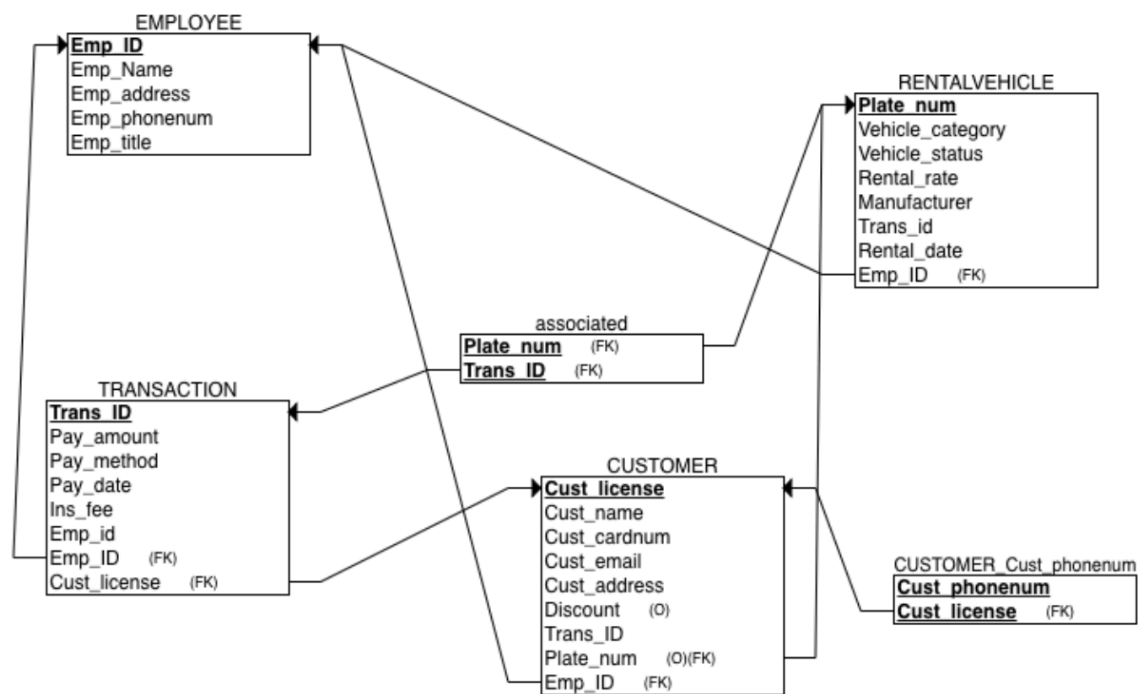 EMPLOYEE
Emp_ID
Emp_Name
Emp_address
Emp_phonenum
Emp_title
RENTALVEHICLE
Plate_num
Vehicle_category
Vehicle_status
Rental_rate
Manufacturer
Trans_id
Rental_date
Emp_ID (FK)
associated
Plate_num (FK)
Trans_ID (FK)
TRANSACTION
Trans_ID
Pay_amount
Pay_method
Pay_date
Ins_fee
Emp_id
Emp_ID (FK)
Cust_license (FK)
CUSTOMER
Cust_license
Cust_name
Cust_cardnum
Cust_email
Cust_address
Discount (O)
Trans_ID
Plate_num (O)(FK)
Emp_ID (FK)
CUSTOMER_Cust_phonenum
Cust_phonenum
Cust_license (FK)